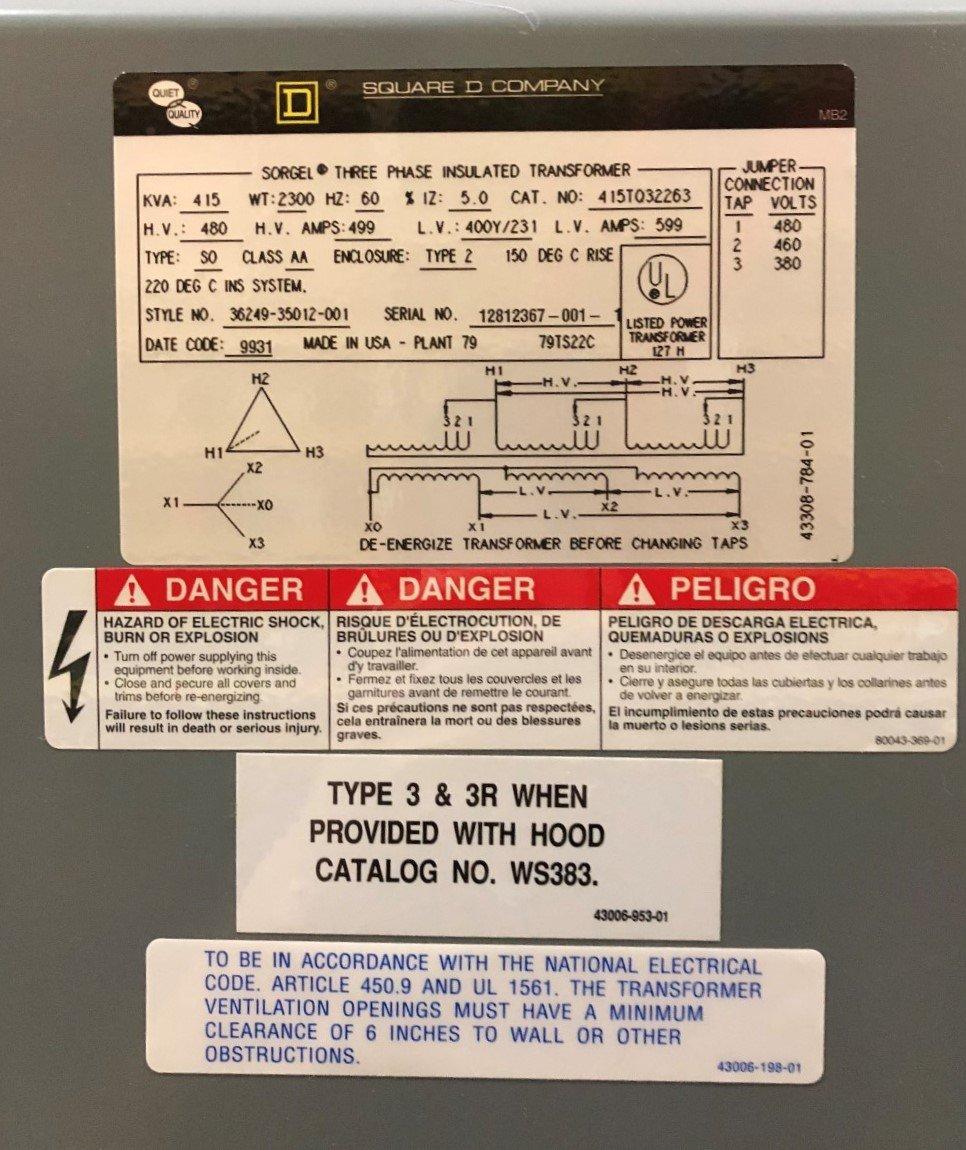 QUIET
QUALITY
®
D
®
SQUARE D COMPANY
MB2
SORGEL® THREE PHASE INSULATED TRANSFORMER
KVA: 415 WT: 2300 HZ: 60 % IZ: 5.0 CAT. NO: 415T032263
H.V.: 480 H.V. AMPS: 499 L.V.: 400Y/231 L.V. AMPS: 599
TYPE: SO CLASS AA ENCLOSURE: TYPE 2 150 DEG C RISE
220 DEG C INS SYSTEM.
STYLE NO. 36249-35012-001 SERIAL NO. 12812367-001-
DATE CODE: 9931 MADE IN USA - PLANT 79 79TS22C
UL
®
LISTED POWER
TRANSFORMER
127 H
JUMPER
CONNECTION
TAP VOLTS
1 480
2 460
3 380
H2
H1
H3
X2
X1
X0
X3
H1 H2 H3
H.V. H.V.
H.V.
3 2 1 3 2 1 3 2 1
L.V. L.V.
X2
L.V.
X0 X1 X3
DE-ENERGIZE TRANSFORMER BEFORE CHANGING TAPS
43308-784-01
DANGER
HAZARD OF ELECTRIC SHOCK,
BURN OR EXPLOSION
• Turn off power supplying this
equipment before working inside.
• Close and secure all covers and
trims before re-energizing.
Failure to follow these instructions
will result in death or serious injury.
DANGER
RISQUE D'ÉLECTROCUTION, DE
BRÛLURES OU D'EXPLOSION
• Coupez l'alimentation de cet appareil avant
d'y travailler.
• Fermez et fixez tous les couvercles et les
garnitures avant de remettre le courant.
Si ces précautions ne sont pas respectées,
cela entraînera la mort ou des blessures
graves.
PELIGRO
PELIGRO DE DESCARGA ELECTRICA,
QUEMADURAS O EXPLOSIONS
• Desenergice el equipo antes de efectuar cualquier trabajo
en su interior.
• Cierre y asegure todas las cubiertas y los collarines antes
de volver a energizar.
El incumplimiento de estas precauciones podrá causar
la muerto o lesions serias.
80043-369-01
TYPE 3 & 3R WHEN
PROVIDED WITH HOOD
CATALOG NO. WS383.
43006-953-01
TO BE IN ACCORDANCE WITH THE NATIONAL ELECTRICAL
CODE. ARTICLE 450.9 AND UL 1561. THE TRANSFORMER
VENTILATION OPENINGS MUST HAVE A MINIMUM
CLEARANCE OF 6 INCHES TO WALL OR OTHER
OBSTRUCTIONS.
43006-198-01